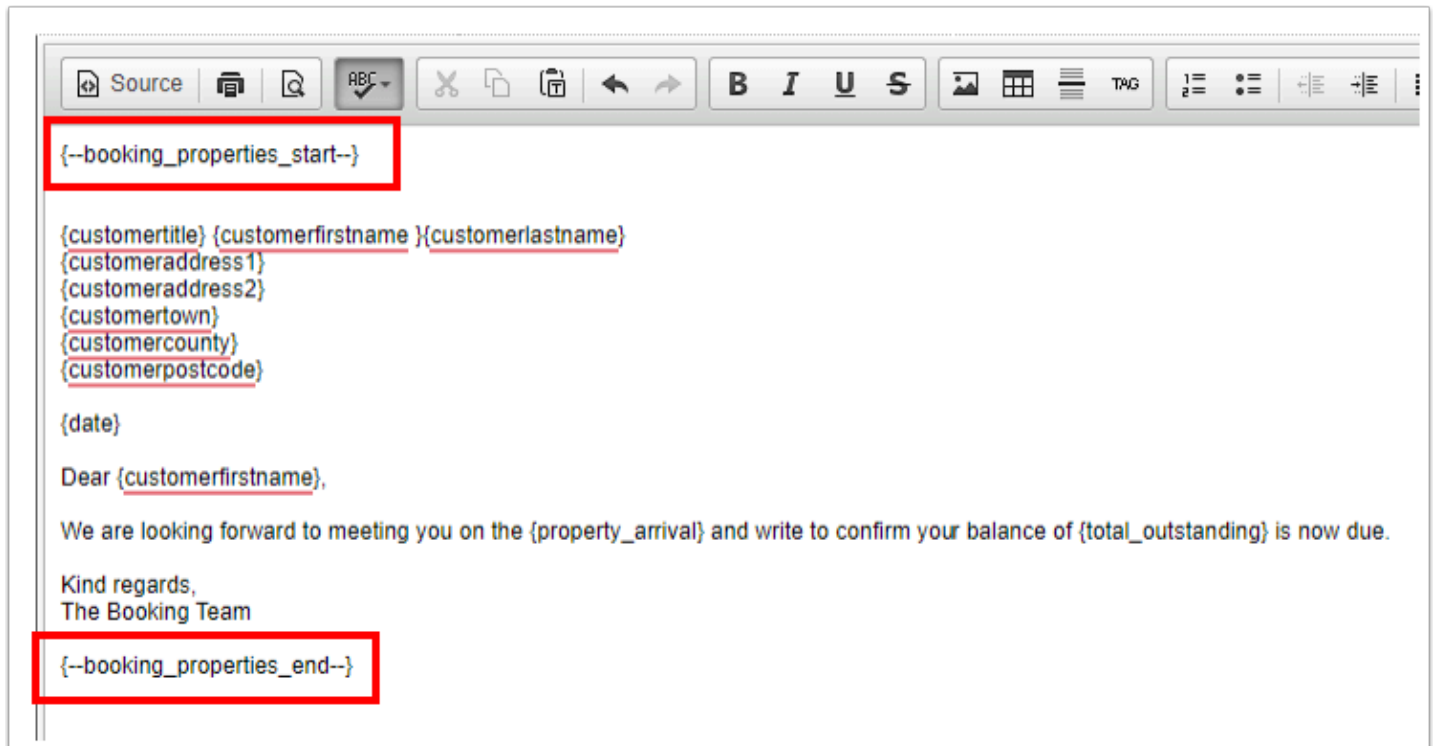 Source ABC B I U S TAG
{--booking_properties_start--}
{customertitle} {customerfirstname }{customerlastname}
{customeraddress1}
{customeraddress2}
{customertown}
{customercounty}
{customerpostcode}
{date}
Dear {customerfirstname},
We are looking forward to meeting you on the {property_arrival} and write to confirm your balance of {total_outstanding} is now due.
Kind regards,
The Booking Team
{--booking_properties_end--}